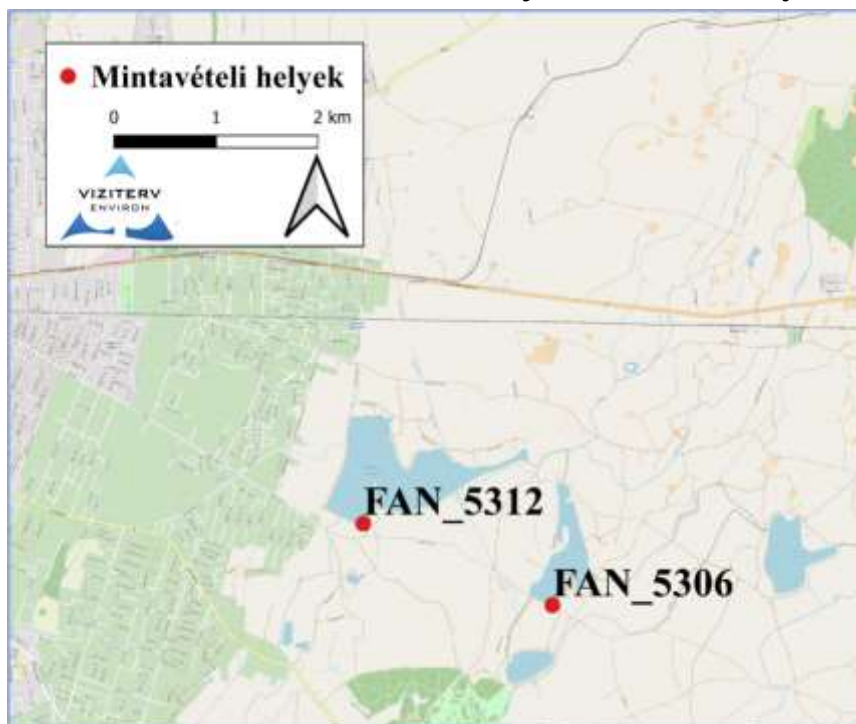 Mintavételi helyek
0 1 2 km
VIZITERV
ENVIRON
FAN_5312
FAN_5306